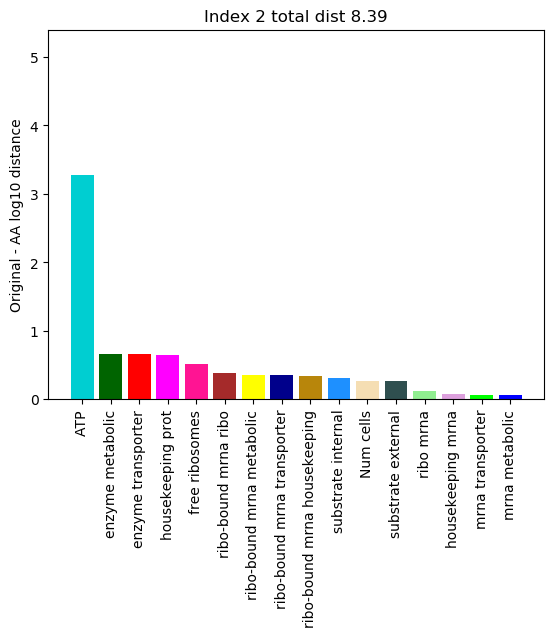 Index 2 total dist 8.39
Original - AA log10 distance
5
4
3
2
1
0
ATP
enzyme metabolic
enzyme transporter
housekeeping prot
free ribosomes
ribo-bound mrna ribo
ribo-bound mrna metabolic
ribo-bound mrna transporter
ribo-bound mrna housekeeping
substrate internal
Num cells
substrate external
ribo mrna
housekeeping mrna
mrna transporter
mrna metabolic